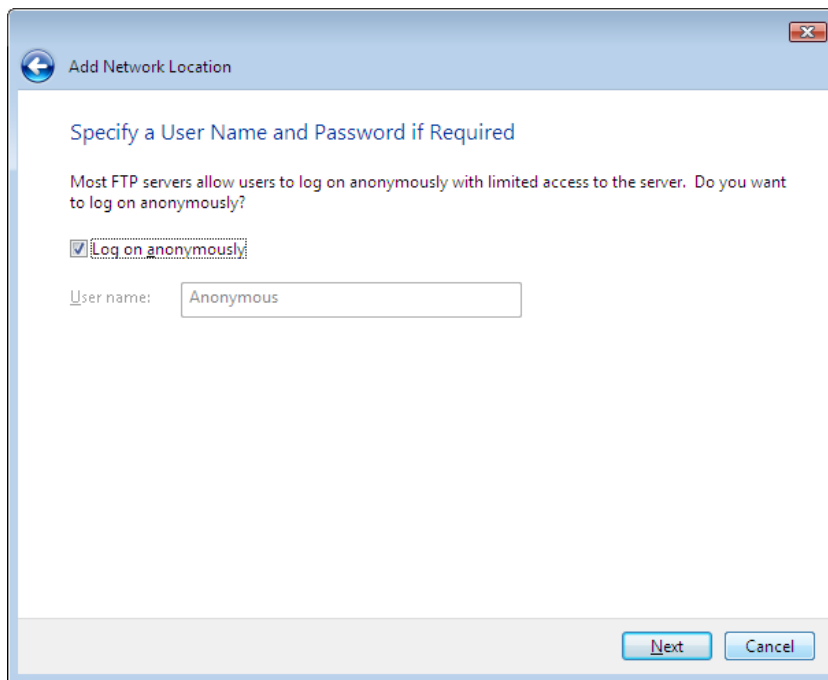 Add Network Location
Specify a User Name and Password if Required
Most FTP servers allow users to log on anonymously with limited access to the server. Do you want
to log on anonymously?
Log on anonymously
User name: Anonymous
Next Cancel